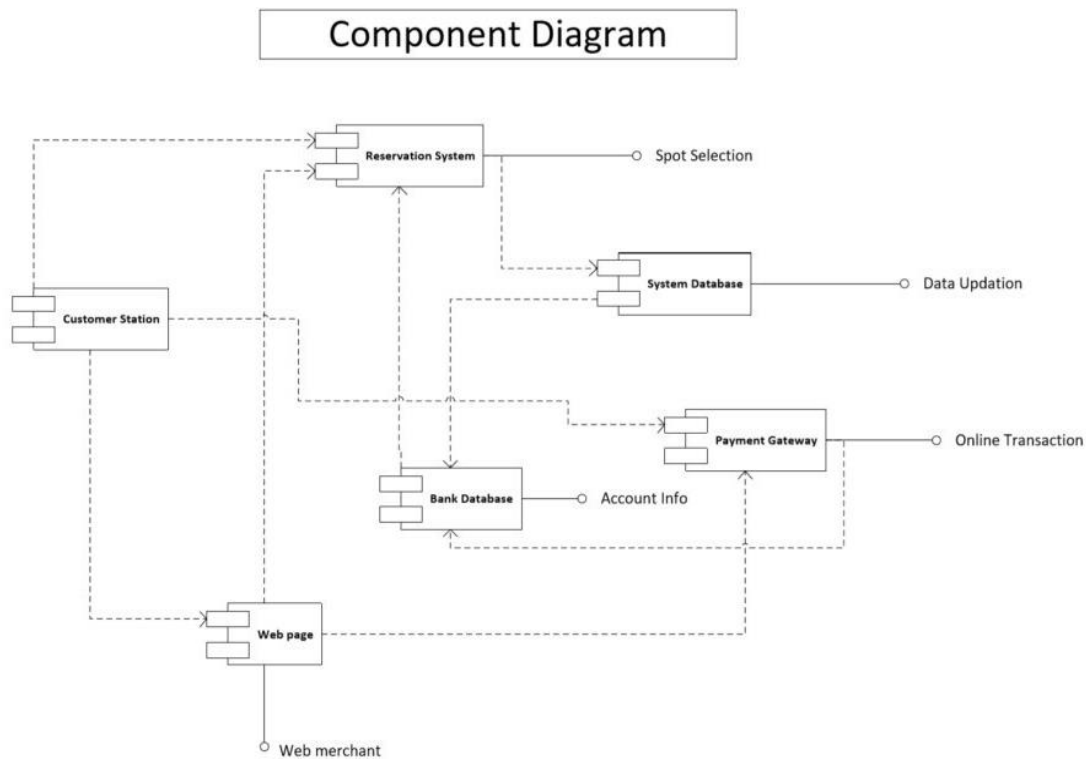 Component Diagram
Reservation System
Spot Selection
System Database
Data Updation
Customer Station
Payment Gateway
Online Transaction
Bank Database
Account Info
Web page
Web merchant